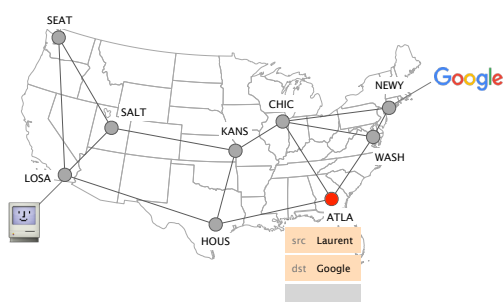 SEAT
Google
NEWY
CHIC
SALT
KANS
WASH
LOSA
ATLA
HOUS
src Laurent
dst Google